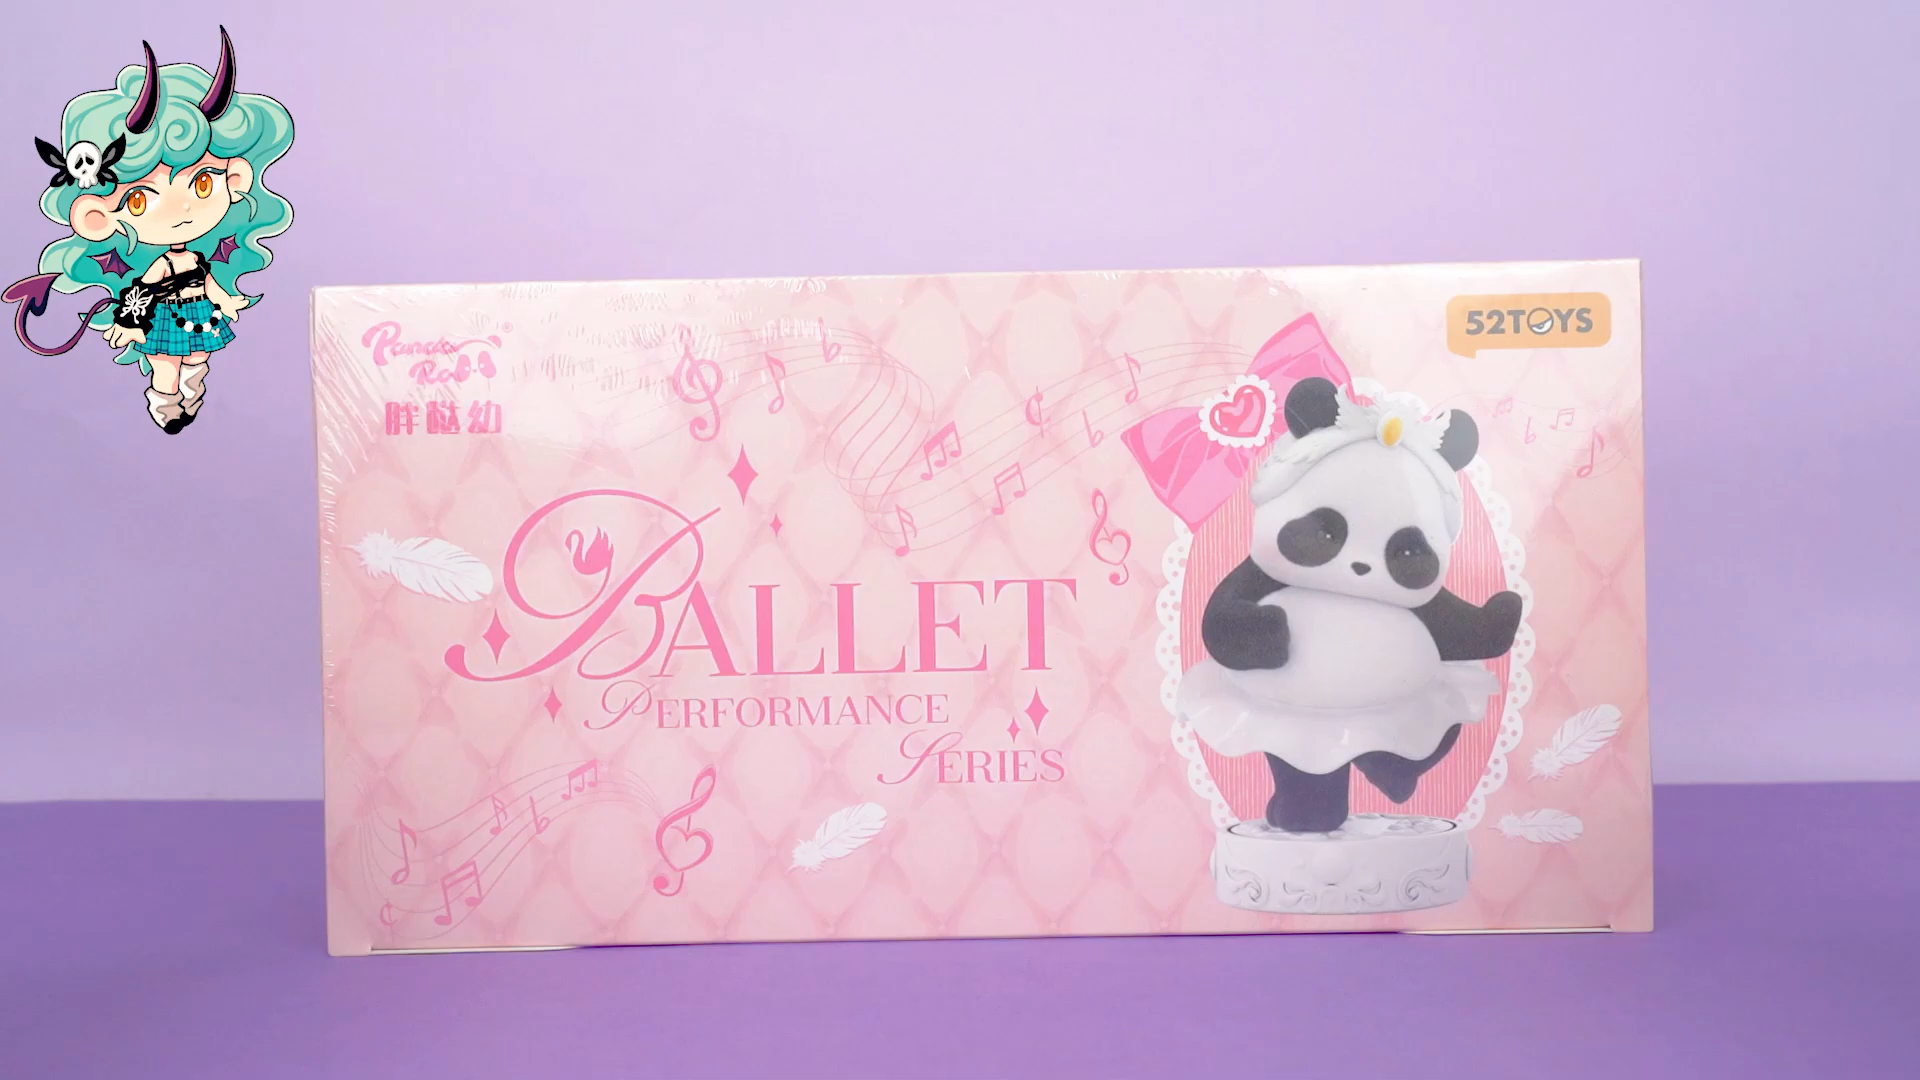 Panda
Roll
胖哒幼
52TOYS
BALLET
PERFORMANCE
SERIES